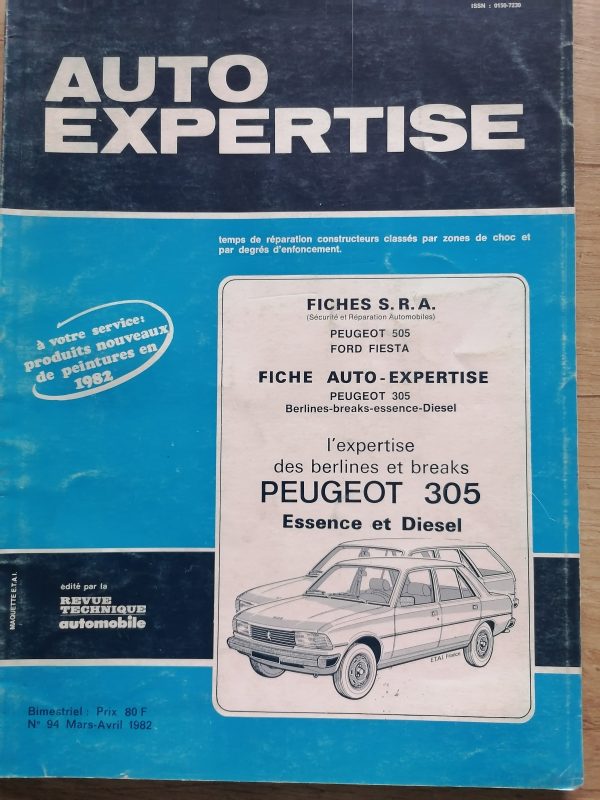 ISSN : 0150-7230
AUTO
EXPERTISE
temps de réparation constructeurs classés par zones de choc et
par degrés d'enfoncement.
à votre service:
produits nouveaux
de peintures en
1982
FICHES S.R.A.
(Sécurité et Réparation Automobiles)
PEUGEOT 505
FORD FIESTA
FICHE AUTO-EXPERTISE
PEUGEOT 305
Berlines-breaks-essence-Diesel
l'expertise
des berlines et breaks
PEUGEOT 305
Essence et Diesel
E.T.A.I. France
MAQUETTE E.T.A.I.
édité par la
REVUE
TECHNIQUE
automobile
Bimestriel : Prix 80 F
N° 94 Mars-Avril 1982